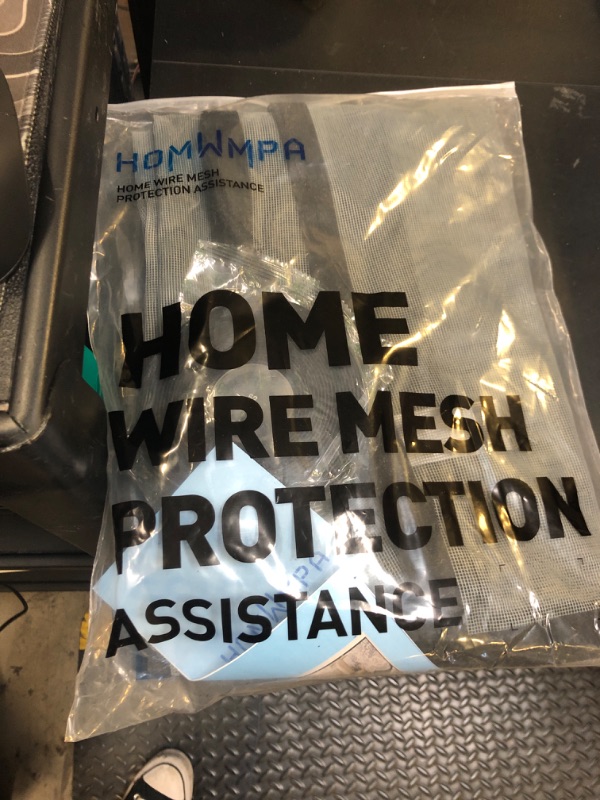 HOMWMPA
HOME WIRE MESH
PROTECTION ASSISTANCE
HOME
WIRE MESH
PROTECTION
ASSISTANCE